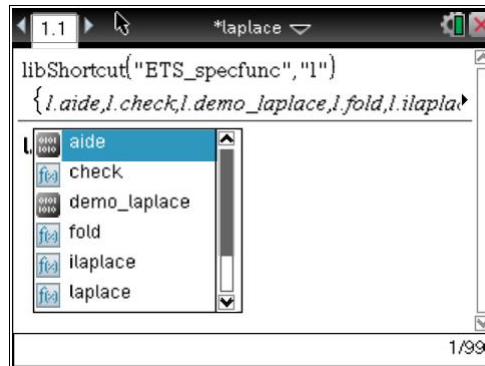 1.1 *laplace
libShortcut("ETS_specfunc","l")
{l.aide,l.check,l.demo_laplace,l.fold,l.ilaplac
l.
aide
check
demo_laplace
fold
ilaplace
laplace
1/99